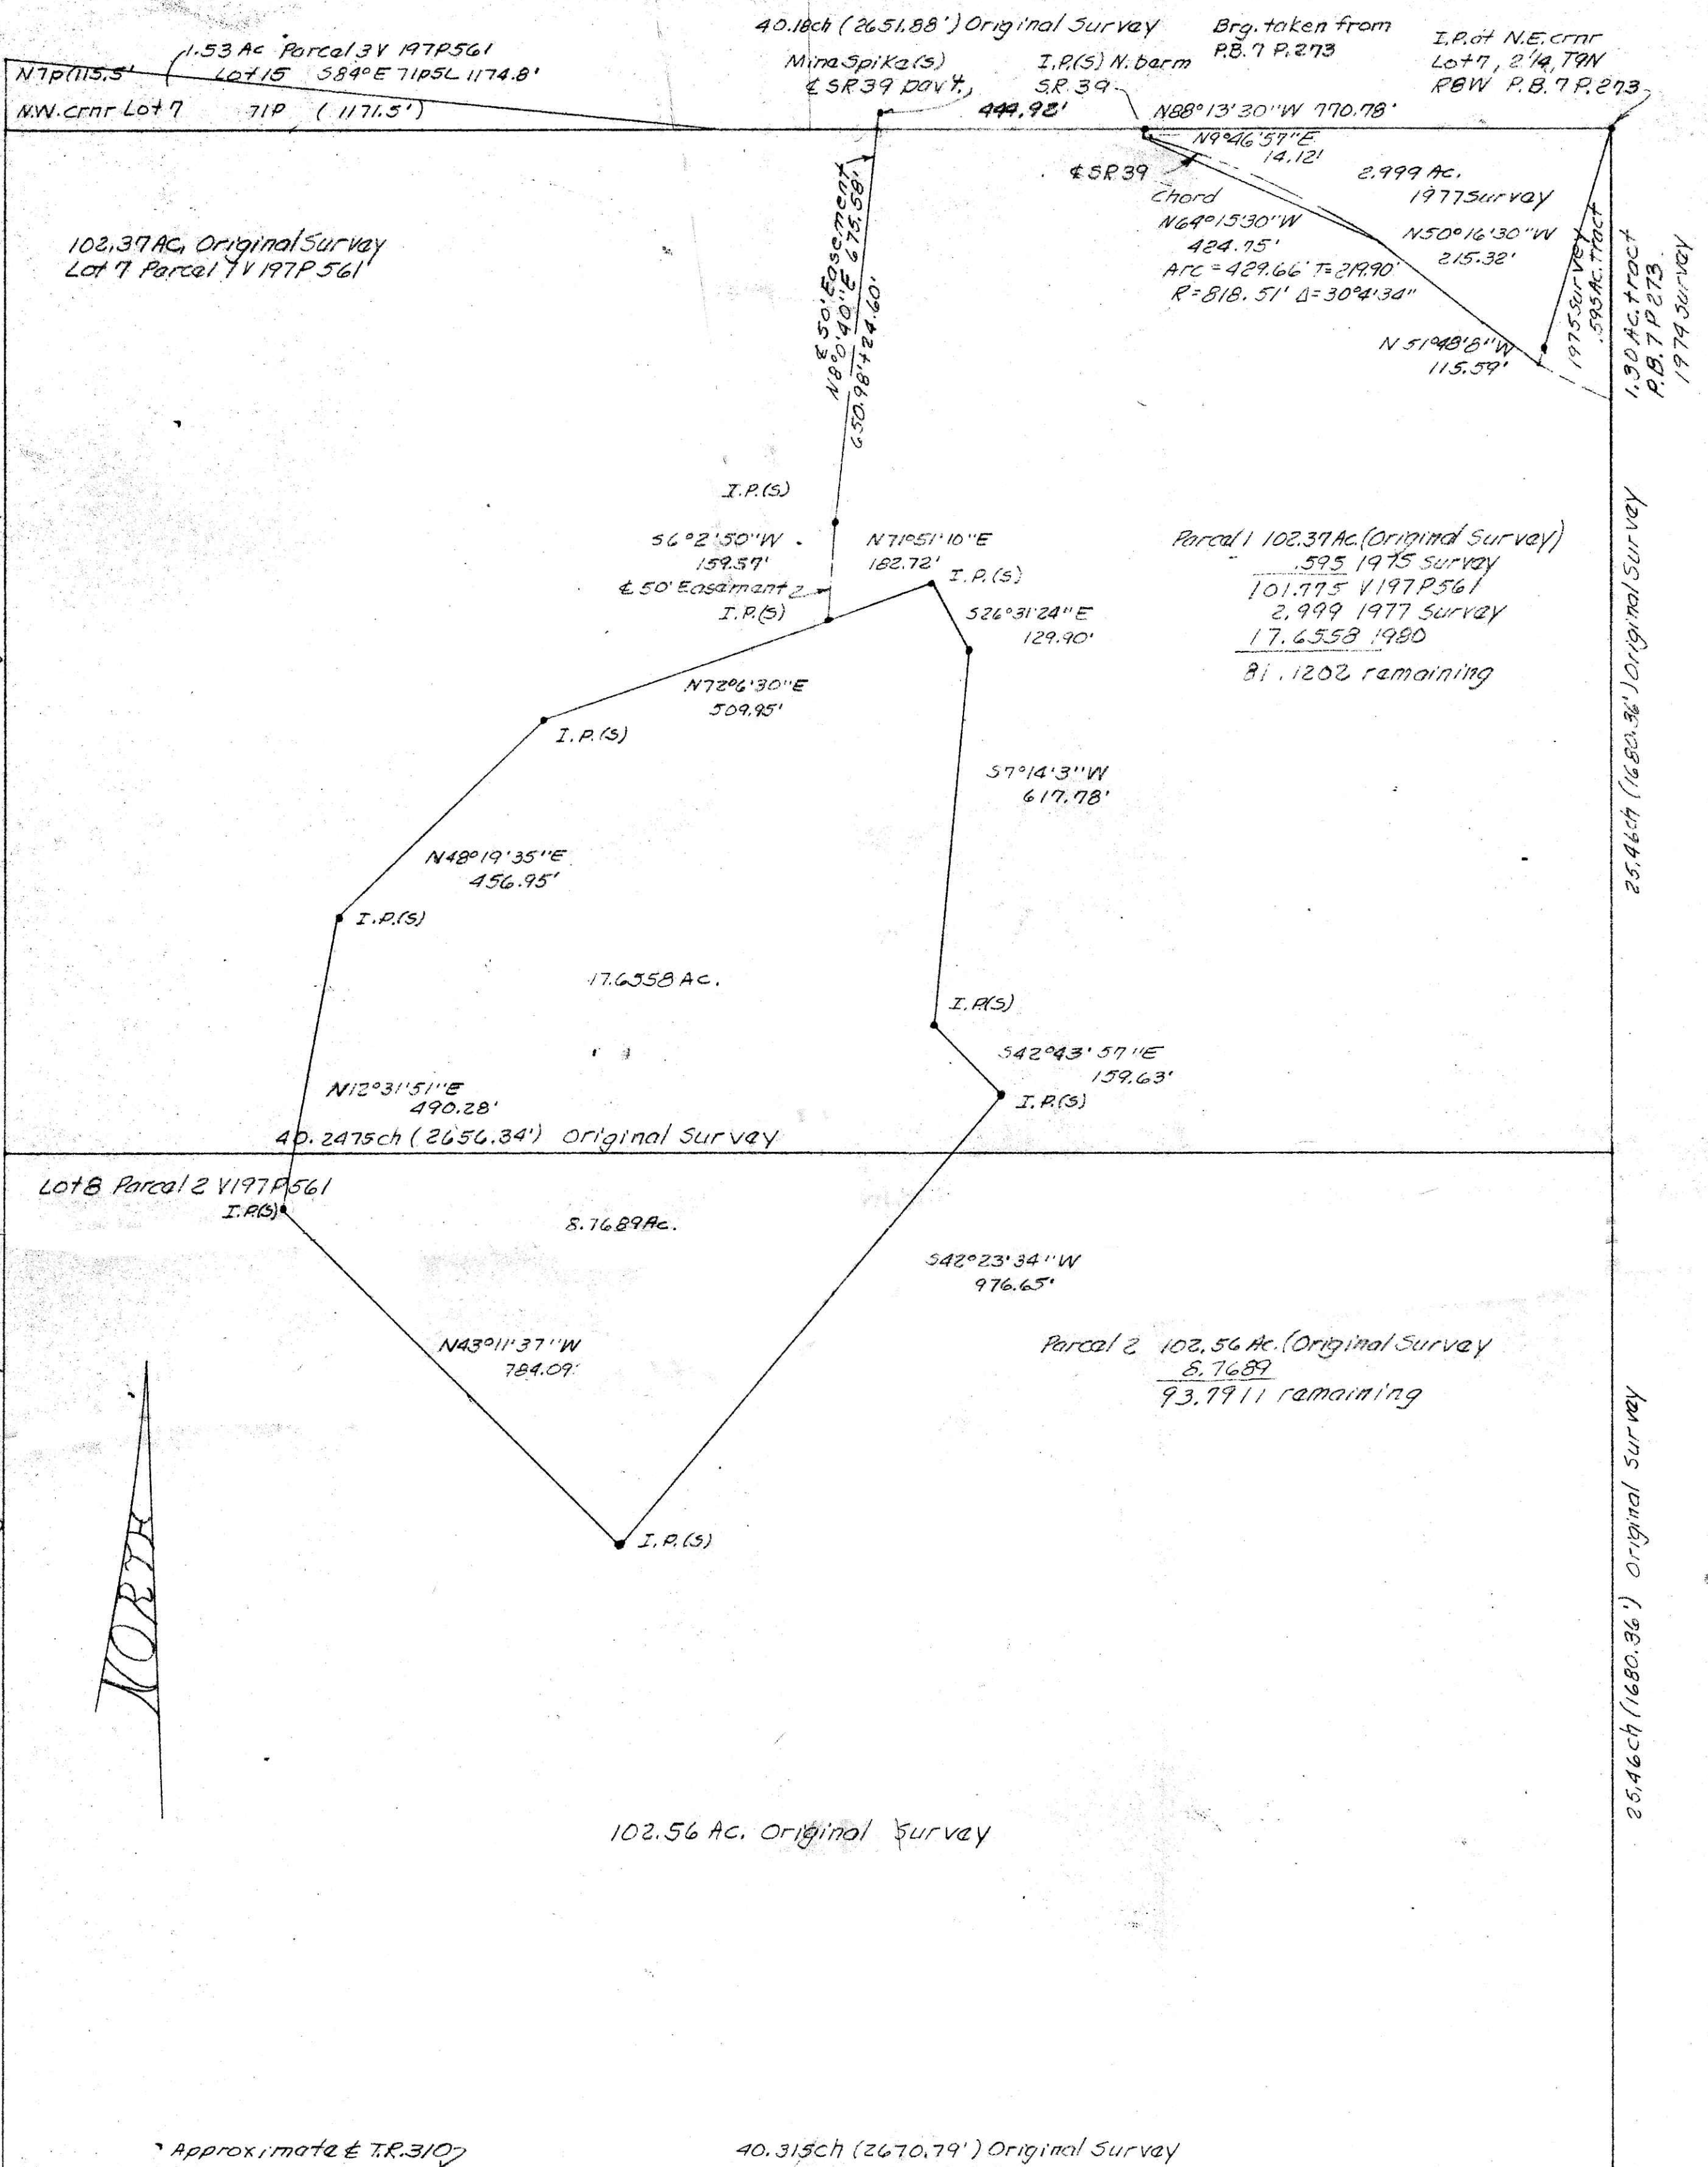 40.18ch (2651.88') Original Survey
Brg. taken from
P.B.7 P.273
I.P. at N.E. crnr
Lot 7, 2 1/4, T9N
R8W P.B.7 P.273
1.53 Ac Parcel 3 V 197P561
N7P(115.5'
Lot 15 S84°E 71P5L 1174.8'
N.W. crnr Lot 7 71P (1171.5')
Mine Spike(s)
℄ SR39 pav't,
444.92'
I.P.(S) N. berm
S.R. 39
N88°13'30"W 770.78'
N9°46'57"E
14.12'
℄ SR39
2.999 Ac.
1977 Survey
Chord
N64°15'30"W
424.75'
Arc = 429.66' T=219.90'
R=818.51' Δ=30°4'34"
N50°16'30"W
215.32'
N 51°48'8"W
115.59'
1975 Survey
.595 Ac. tract
1.30 Ac. tract
P.B.7 P.273
1974 Survey
102.37 AC, Original Survey
Lot 7 Parcel 1 V 197P 561
℄ 50' Easement
N8°0'40"E 675.58'
650.98'+24.60'
I.P.(S)
S6°2'50"W
159.57'
℄ 50' Easement
I.P.(S)
N71°51'10"E
182.72'
I.P.(S)
S26°31'24"E
129.90'
Parcel 1 102.37 Ac. (Original Survey)
.595 1975 Survey
101.775 V197P561
2.999 1977 Survey
17.6558 1980
81.1202 remaining
25.46ch (1680.36') Original Survey
N72°6'30"E
509.95'
I.P.(S)
S7°14'3"W
617.78'
N48°19'35"E
456.95'
I.P.(S)
17.6558 Ac.
I.P.(S)
S42°43'57"E
159.63'
I.P.(S)
N12°31'51"E
490.28'
40.2475ch (2656.34') Original Survey
Lot 8 Parcel 2 V197P561
I.P.(S)
8.7689 Ac.
S42°23'34"W
976.65'
N43°11'37"W
784.09'
Parcel 2 102.56 Ac. (Original Survey
8.7689
93.7911 remaining
25.46ch (1680.36') Original Survey
I.P.(S)
NORTH
102.56 Ac. Original Survey
Approximate ℄ T.R.310
40.315ch (2670.79') Original Survey